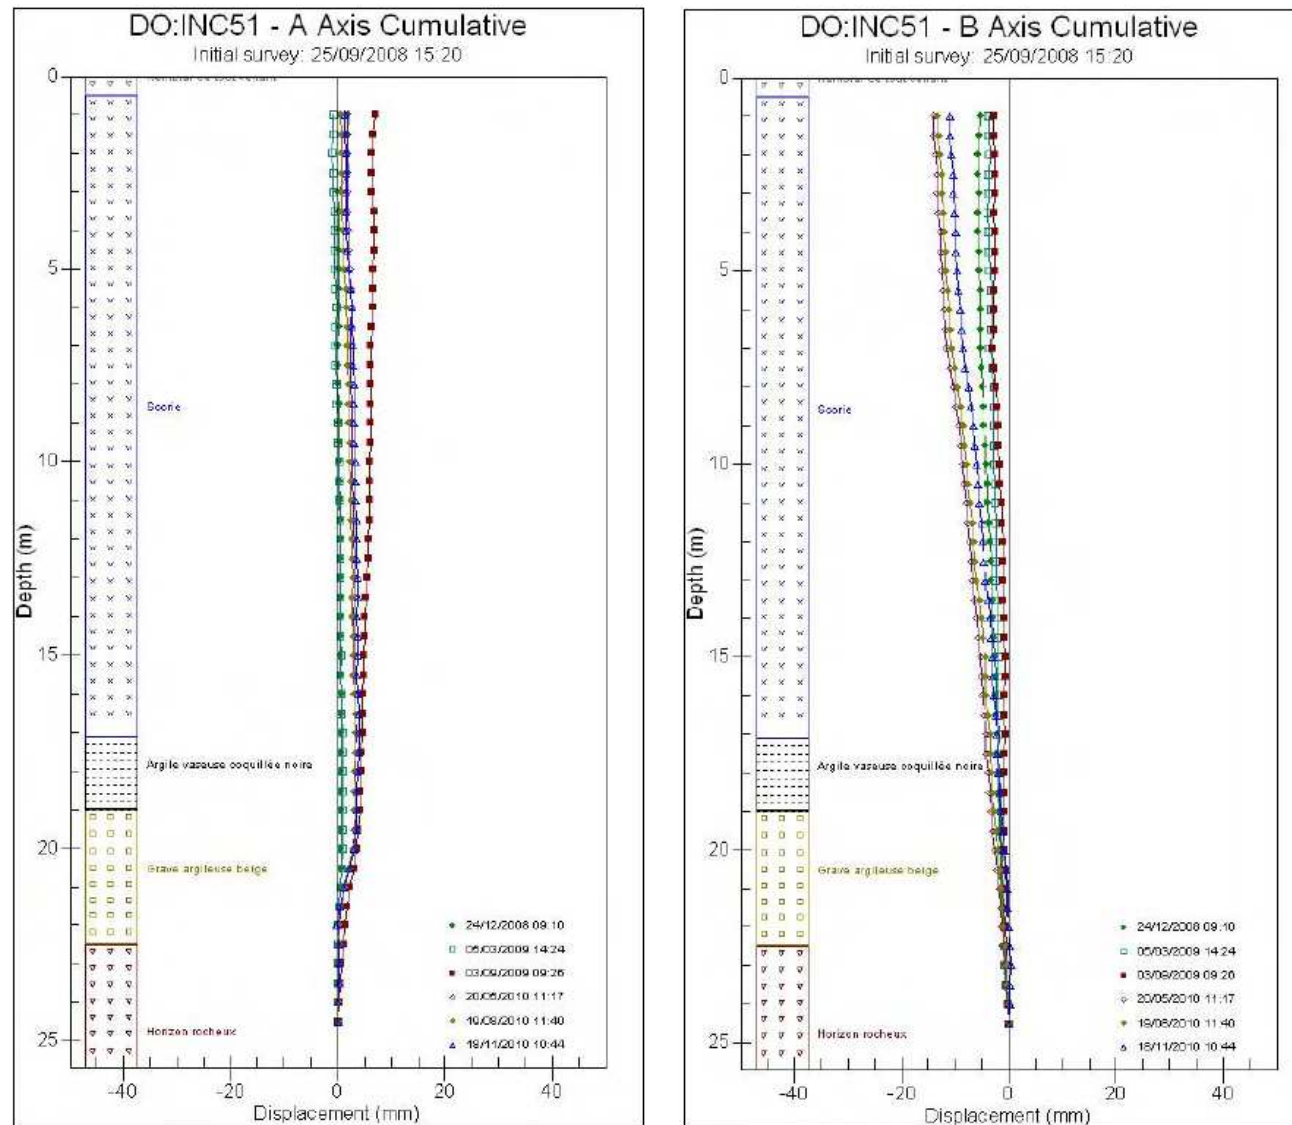 DO:INC51 - A Axis Cumulative
Initial survey: 25/09/2008 15:20
0
5
10
15
20
25
Depth (m)
Scorie
Argile vaseuse coquillée noire
Grave argileuse beige
Horizon rocheux
24/12/2008 09:10
05/03/2009 14:24
03/09/2009 09:26
20/05/2010 11:17
19/08/2010 11:40
18/11/2010 10:44
-40
-20
0
20
40
Displacement (mm)
DO:INC51 - B Axis Cumulative
Initial survey: 25/09/2008 15:20
0
5
10
15
20
25
Depth (m)
Scorie
Argile vaseuse coquillée noire
Grave argileuse beige
Horizon rocheux
24/12/2008 09:10
05/03/2009 14:24
03/09/2009 09:26
20/05/2010 11:17
19/08/2010 11:40
18/11/2010 10:44
-40
-20
0
20
40
Displacement (mm)